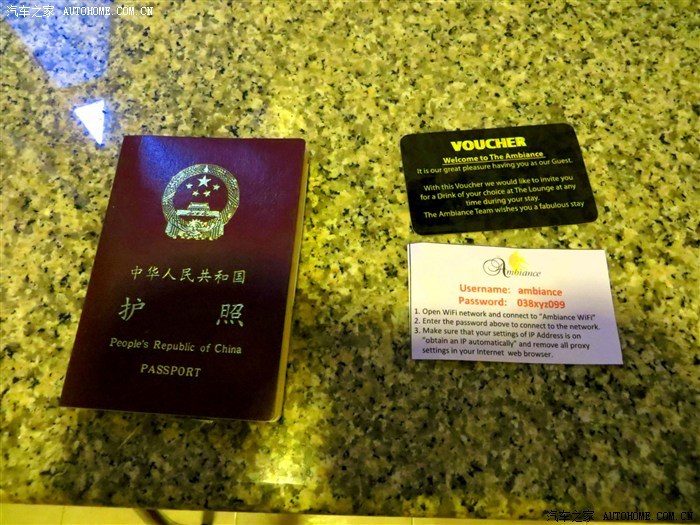 汽车之家 AUTOHOME.COM.CN
中华人民共和国
护 照
People's Republic of China
PASSPORT
VOUCHER
Welcome to The Ambiance
It is our great pleasure having you as our Guest.
With this Voucher we would like to invite you
for a Drink of your choice at The Lounge at any
time during your stay.
The Ambiance Team wishes you a fabulous stay
Ambiance
Username: ambiance
Password: 038xyz099
1. Open WiFi network and connect to "Ambiance WiFi"
2. Enter the password above to connect to the network.
3. Make sure that your settings of IP Address is on
"obtain an IP automatically" and remove all proxy
settings in your Internet web browser.
汽车之家 AUTOHOME.COM.CN